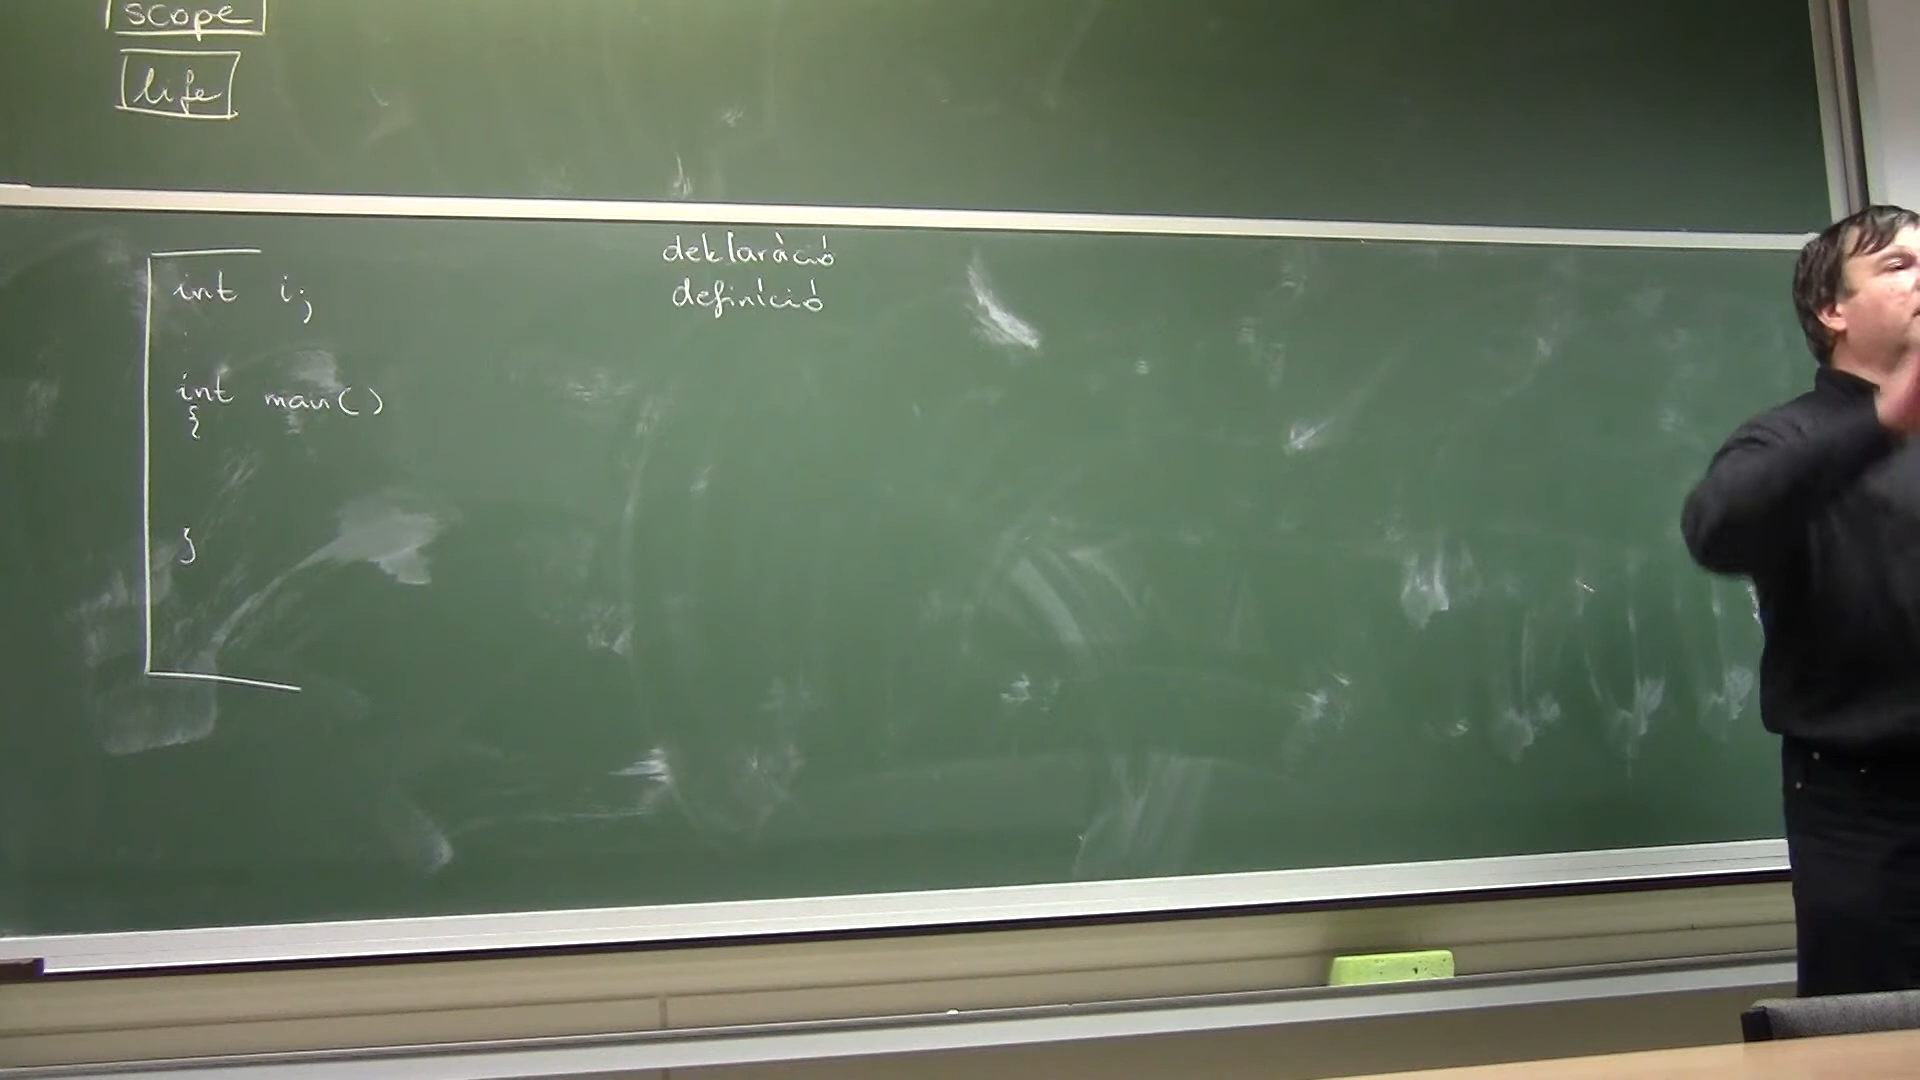 scope
life
int i;
int main()
{
}
deklaráció
definíció